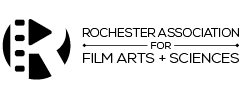 ROCHESTER ASSOCIATION
FOR
FILM ARTS + SCIENCES